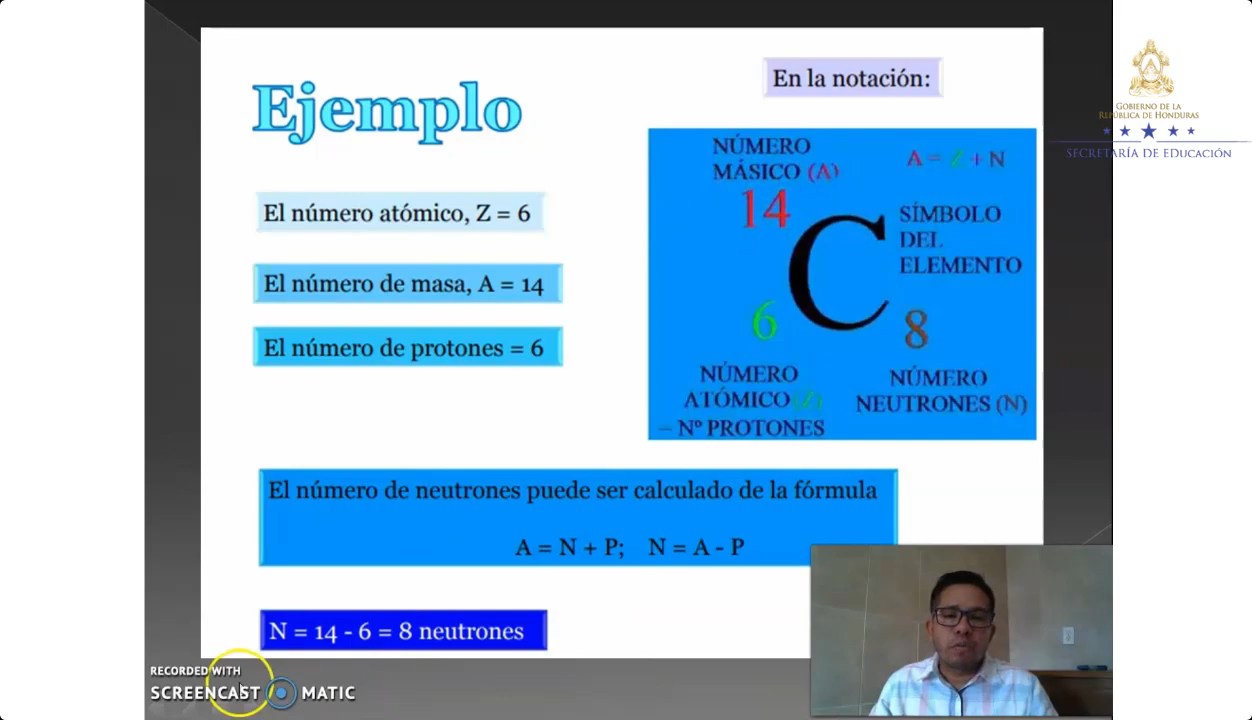 Ejemplo
El número atómico, Z = 6
El número de masa, A = 14
El número de protones = 6
En la notación:
NÚMERO
MÁSICO (A)
A = Z + N
14
C
SÍMBOLO
DEL
ELEMENTO
6
8
NÚMERO
ATÓMICO (Z)
– Nº PROTONES
NÚMERO
NEUTRONES (N)
El número de neutrones puede ser calculado de la fórmula
A = N + P; N = A - P
N = 14 - 6 = 8 neutrones
RECORDED WITH
SCREENCAST MATIC
GOBIERNO DE LA
REPÚBLICA DE HONDURAS
SECRETARÍA DE EDUCACIÓN